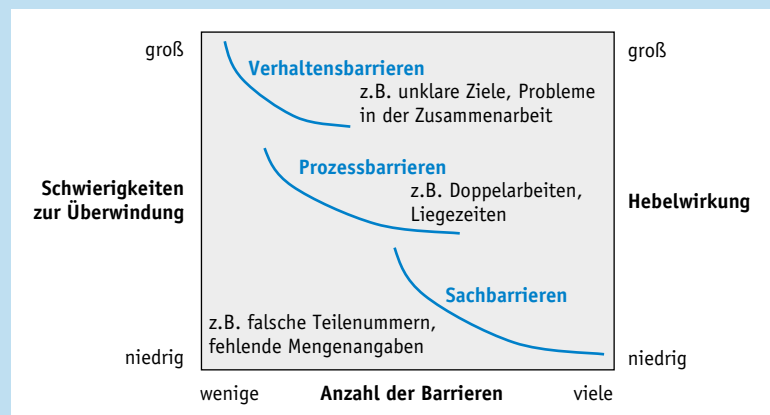 groß
groß
Verhaltensbarrieren
z.B. unklare Ziele, Probleme
in der Zusammenarbeit
Prozessbarrieren
z.B. Doppelarbeiten,
Liegezeiten
Schwierigkeiten
zur Überwindung
Hebelwirkung
Sachbarrieren
z.B. falsche Teilenummern,
fehlende Mengenangaben
niedrig
niedrig
wenige
Anzahl der Barrieren
viele